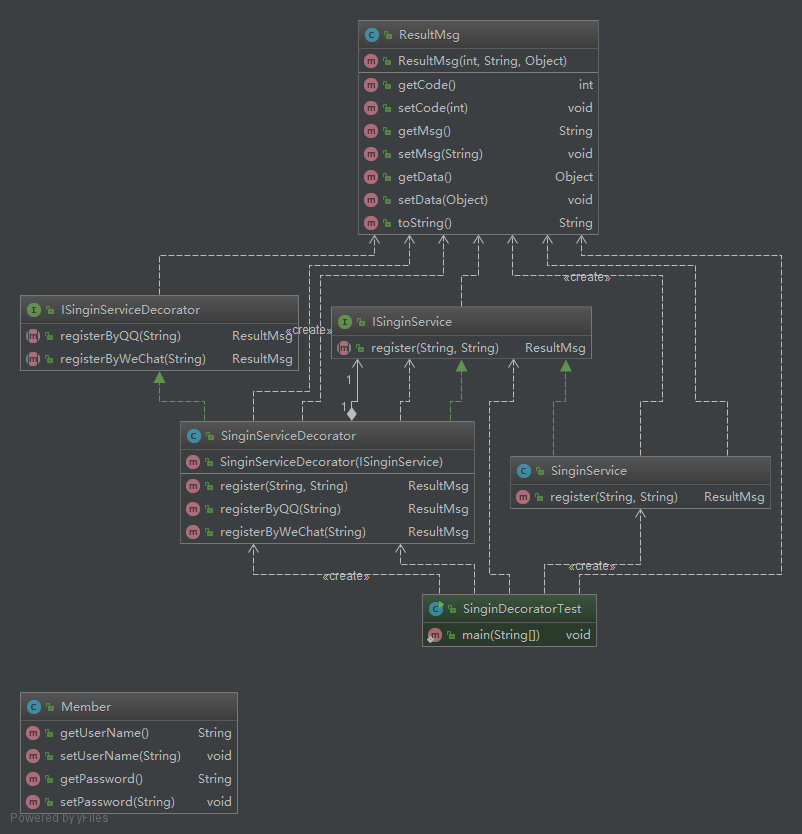 ResultMsg
ResultMsg(int, String, Object)
getCode() int
setCode(int) void
getMsg() String
setMsg(String) void
getData() Object
setData(Object) void
toString() String
«create»
ISinginServiceDecorator
registerByQQ(String) ResultMsg
registerByWeChat(String) ResultMsg
«create»
ISinginService
register(String, String) ResultMsg
1
1
SinginServiceDecorator
SinginServiceDecorator(ISinginService)
register(String, String) ResultMsg
registerByQQ(String) ResultMsg
registerByWeChat(String) ResultMsg
SinginService
register(String, String) ResultMsg
«create»
«create»
SinginDecoratorTest
main(String[]) void
Member
getUserName() String
setUserName(String) void
getPassword() String
setPassword(String) void
Powered by yFiles